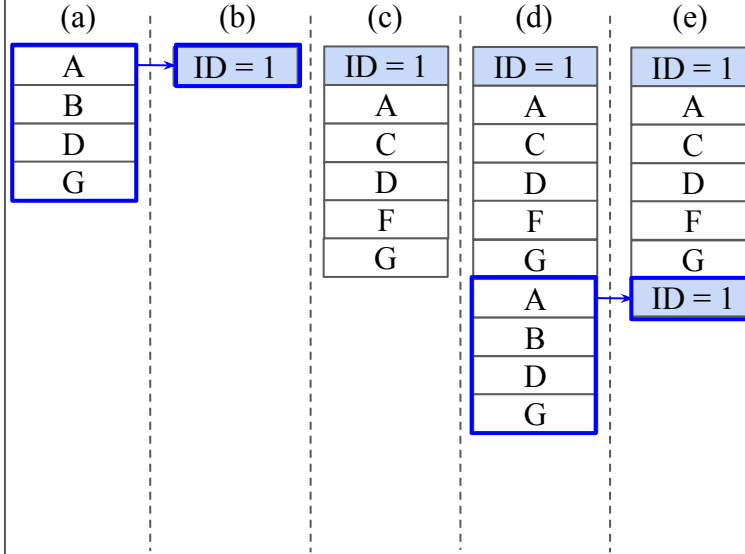 (a) (b) (c) (d) (e)
A ID = 1 ID = 1 ID = 1 ID = 1
B A A A
D C C C
G D D D
F F F
G G G
A ID = 1
B
D
G